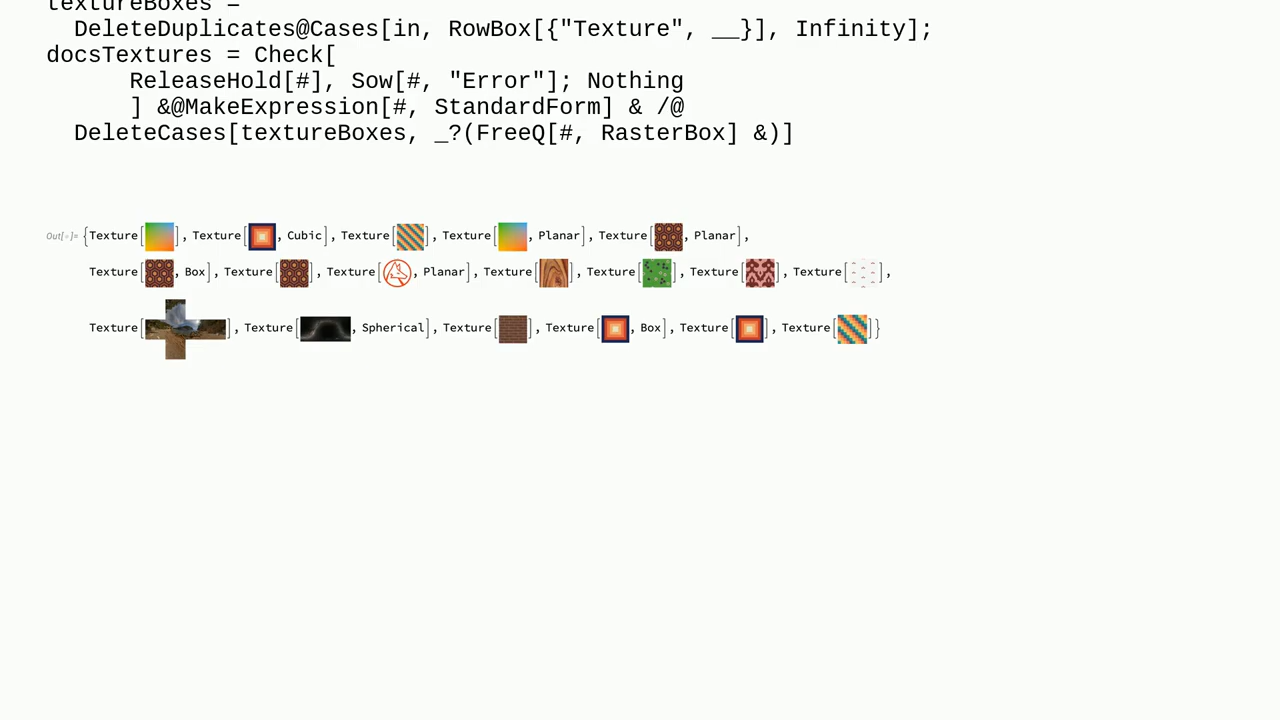 textureBoxes =
DeleteDuplicates@Cases[in, RowBox[{"Texture", __}], Infinity];
docsTextures = Check[
ReleaseHold[#], Sow[#, "Error"]; Nothing
] &@MakeExpression[#, StandardForm] & /@
DeleteCases[textureBoxes, _?(FreeQ[#, RasterBox] &)]
Out[•]= {Texture[], Texture[, Cubic], Texture[], Texture[, Planar], Texture[, Planar],
Texture[, Box], Texture[], Texture[, Planar], Texture[], Texture[], Texture[], Texture[],
Texture[], Texture[, Spherical], Texture[], Texture[, Box], Texture[], Texture[]}